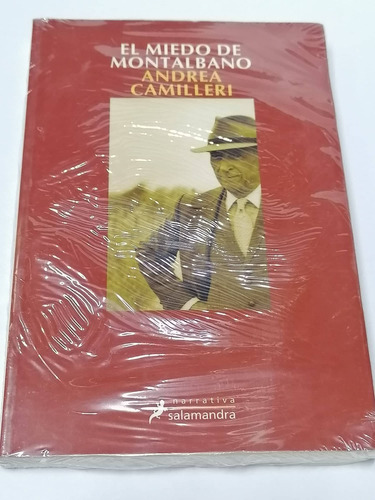 EL MIEDO DE
MONTALBANO
ANDREA
CAMILLERI
narrativa
salamandra